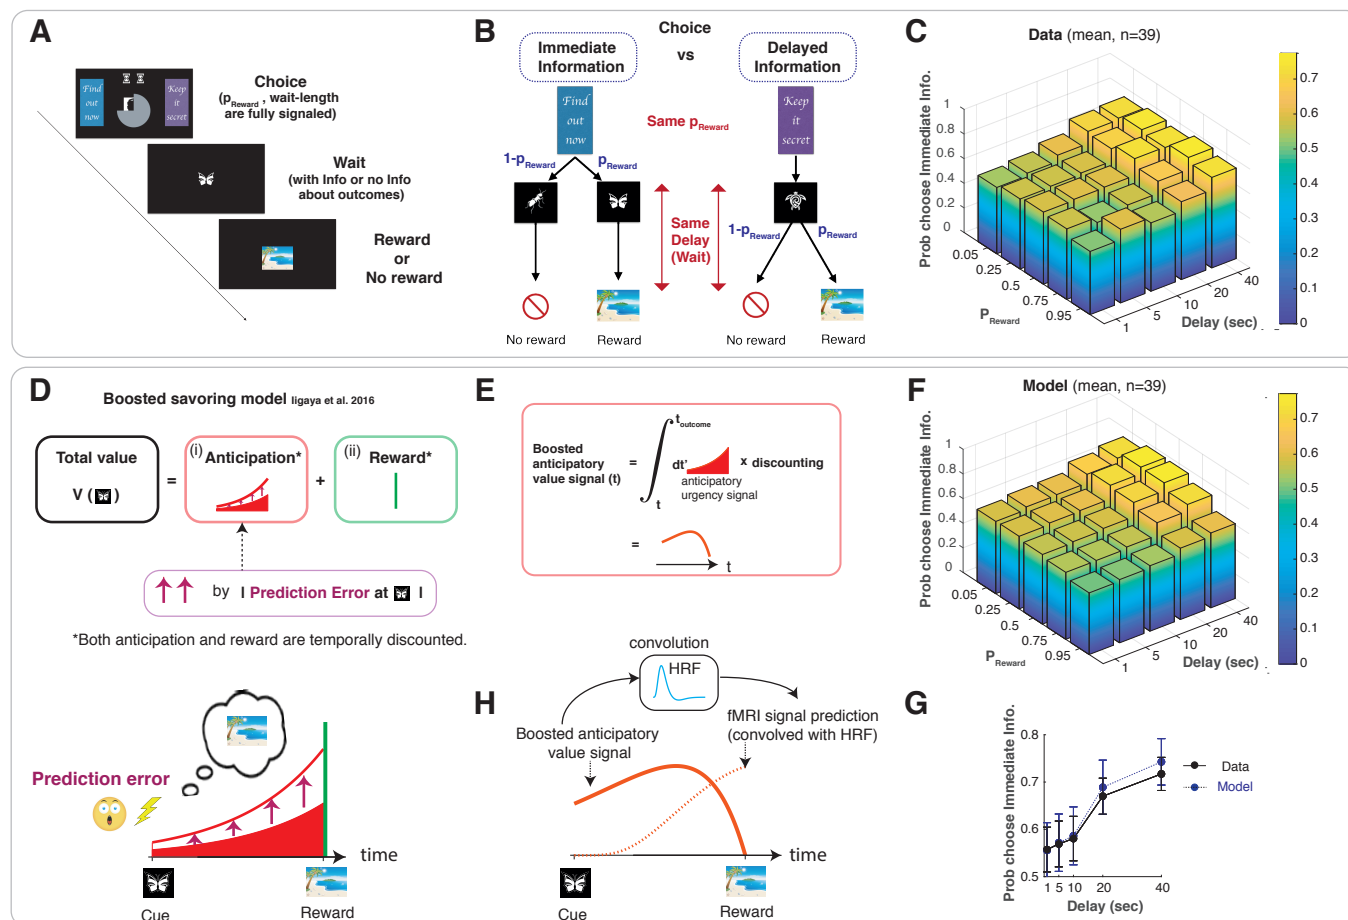 A
Find
out
now
Keep
it
secret
Choice
(pReward , wait-length
are fully signaled)
Wait
(with Info or no Info
about outcomes)
Reward
or
No reward
B
Choice
vs
Immediate
Information
Delayed
Information
Find
out
now
Keep
it
secret
Same pReward
1-pReward
pReward
Same
Delay
(Wait)
1-pReward
pReward
No reward
Reward
No reward
Reward
C
Data (mean, n=39)
Prob choose Immediate Info.
1
0.8
0.6
0.4
0.2
0
0.05
0.25
0.5
0.75
0.95
PReward
1
5
10
20
40
Delay (sec)
0.7
0.6
0.5
0.4
0.3
0.2
0.1
0
D
Boosted savoring model Iigaya et al. 2016
Total value
V ( )
=
(i) Anticipation*
+
(ii) Reward*
by I Prediction Error at I
*Both anticipation and reward are temporally discounted.
Prediction error
time
Cue
Reward
E
Boosted
anticipatory
value signal (t)
=
toutcome
t
dt'
x discounting
anticipatory
urgency signal
=
t
F
Model (mean, n=39)
Prob choose Immediate Info.
1
0.8
0.6
0.4
0.2
0
0.05
0.25
0.5
0.75
0.95
PReward
1
5
10
20
40
Delay (sec)
0.7
0.6
0.5
0.4
0.3
0.2
0.1
0
H
convolution
HRF
Boosted anticipatory
value signal
fMRI signal prediction
(convolved with HRF)
time
Cue
Reward
G
Prob choose Immediate Info.
0.8
0.7
0.6
0.5
1
5
10
20
40
Delay (sec)
Data
Model